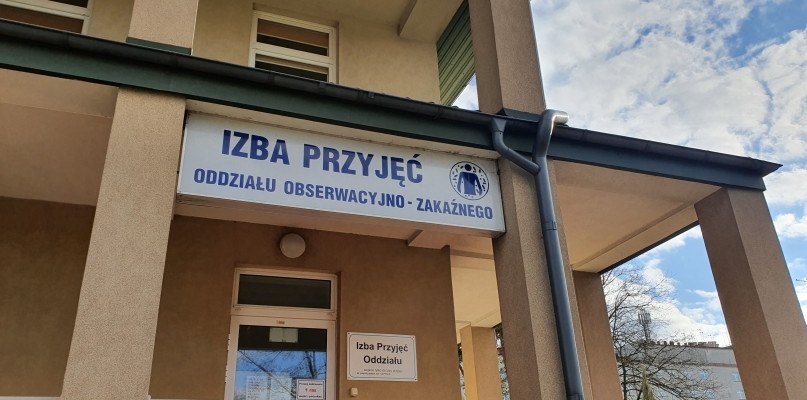 IZBA PRZYJĘĆ
ODDZIAŁU OBSERWACYJNO - ZAKAŹNEGO
Izba Przyjęć
Oddziału